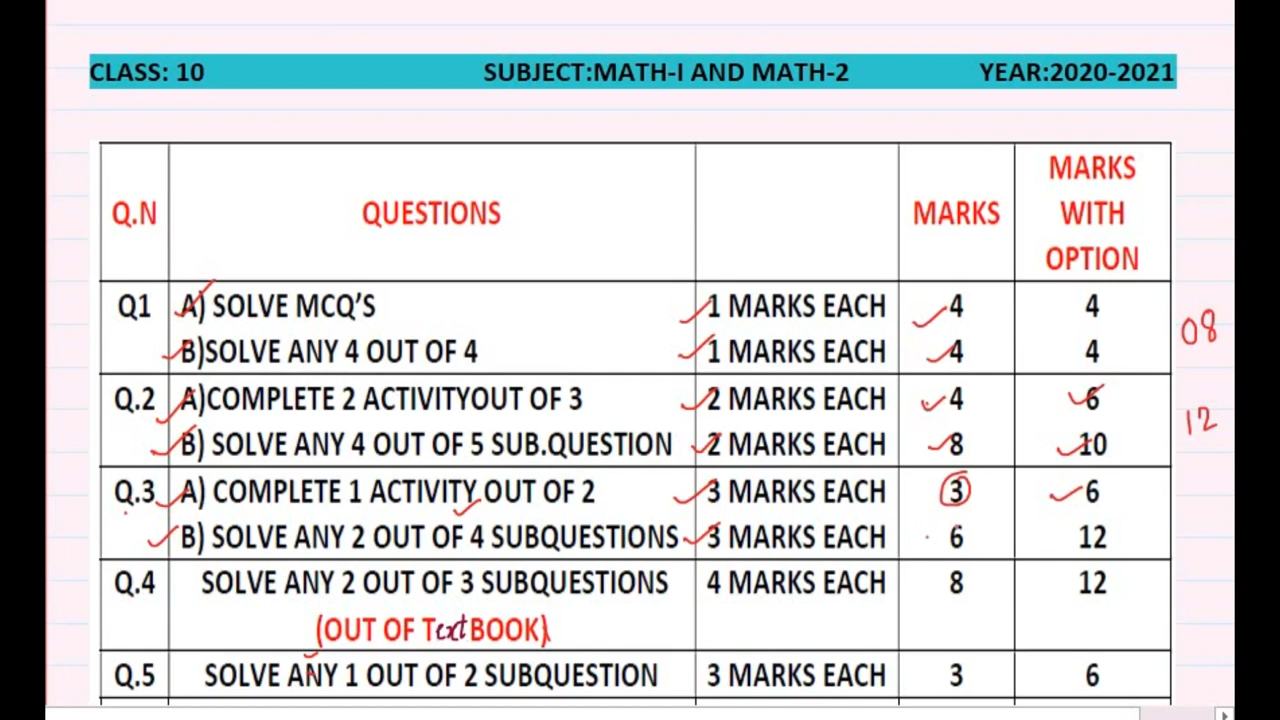 CLASS: 10 SUBJECT:MATH-I AND MATH-2 YEAR:2020-2021
Q.N QUESTIONS MARKS MARKS WITH OPTION
Q1 A) SOLVE MCQ'S 1 MARKS EACH 4 4
B)SOLVE ANY 4 OUT OF 4 1 MARKS EACH 4 4
08
Q.2 A)COMPLETE 2 ACTIVITYOUT OF 3 2 MARKS EACH 4 6
12
B) SOLVE ANY 4 OUT OF 5 SUB.QUESTION 2 MARKS EACH 8 10
Q.3 A) COMPLETE 1 ACTIVITY OUT OF 2 3 MARKS EACH 3 6
B) SOLVE ANY 2 OUT OF 4 SUBQUESTIONS 3 MARKS EACH 6 12
Q.4 SOLVE ANY 2 OUT OF 3 SUBQUESTIONS 4 MARKS EACH 8 12
(OUT OF Text BOOK)
Q.5 SOLVE ANY 1 OUT OF 2 SUBQUESTION 3 MARKS EACH 3 6